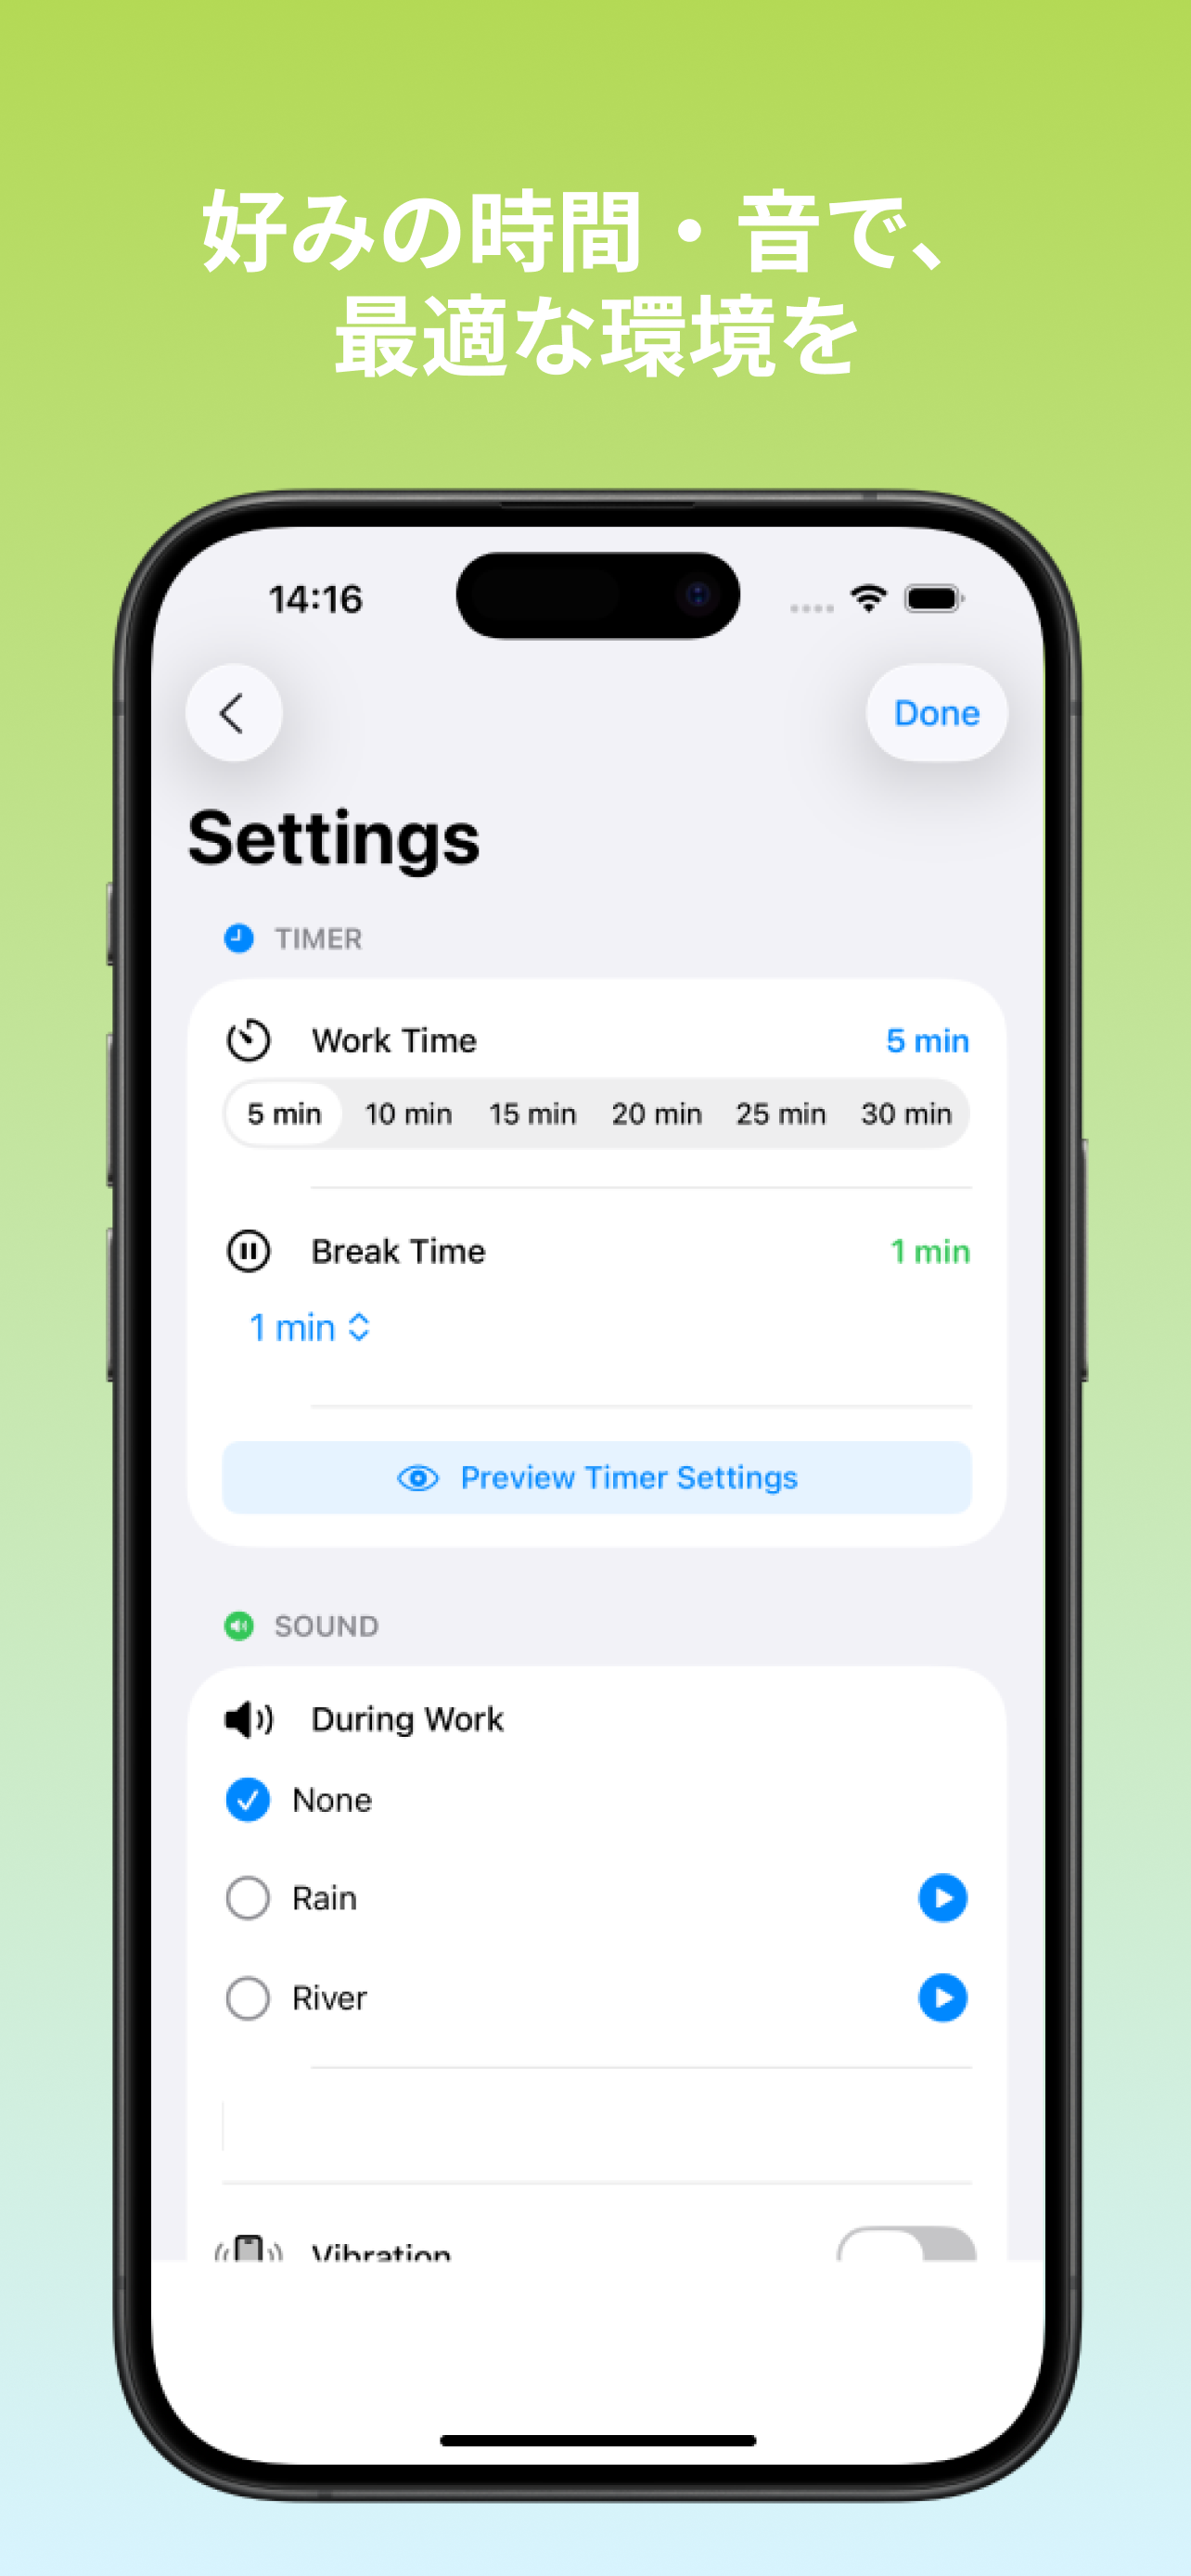 好みの時間・音で、
最適な環境を
14:16
Done
Settings
TIMER
Work Time 5 min
5 min 10 min 15 min 20 min 25 min 30 min
Break Time 1 min
1 min
Preview Timer Settings
SOUND
During Work
None
Rain
River
Vibration